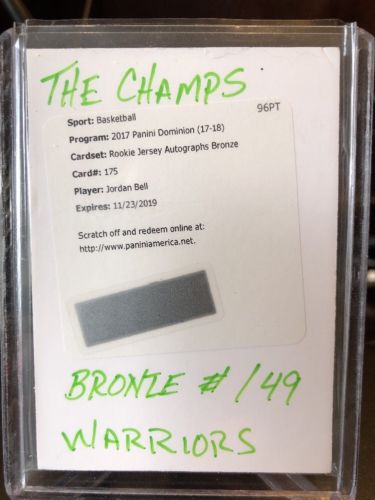 THE CHAMPS
96PT
Sport: Basketball
Program: 2017 Panini Dominion (17-18)
Cardset: Rookie Jersey Autographs Bronze
Card#: 175
Player: Jordan Bell
Expires: 11/23/2019
Scratch off and redeem online at:
http://www.paniniamerica.net.
BRONZE # /49
WARRIORS